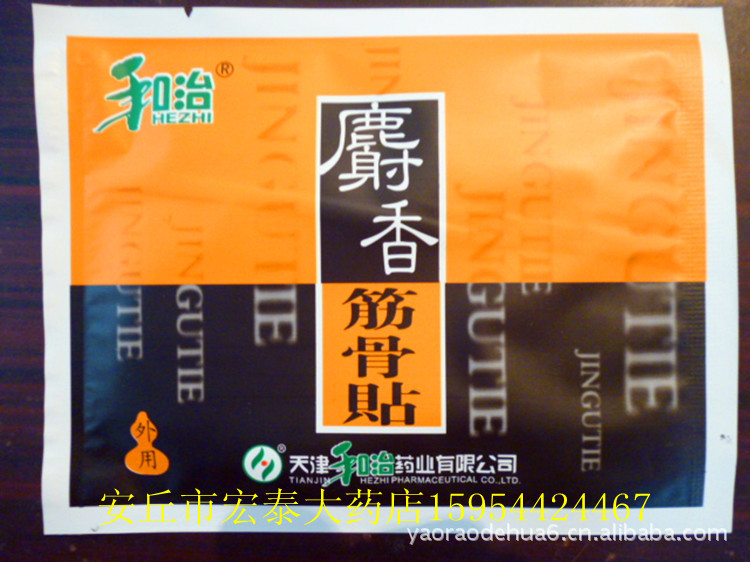 和治®
HEZHI
麝香
筋骨貼
JINGUTIE
JINGUTIE
JINGUTIE
JINGUTIE
JINGUTIE
JINGUTIE
JINGUTIE
外用
天津和治药业有限公司
TIANJIN HEZHI PHARMACEUTICAL CO.,LTD.
安丘市宏泰大药店15954424467
yaoraodehua6.cn.alibaba.com